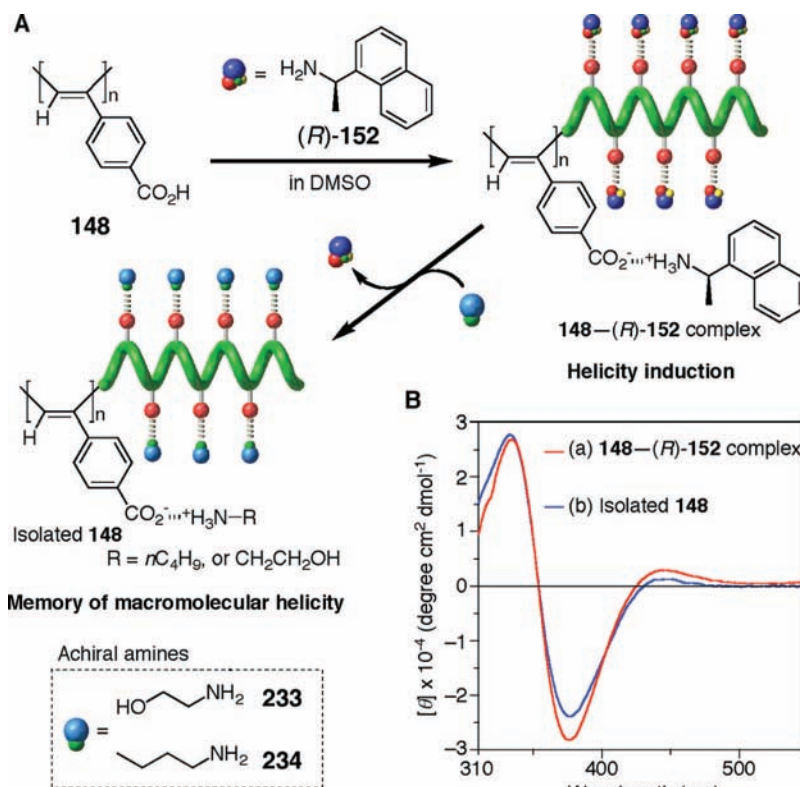 A
[ ]n
H
CO2H
148
= H2N
(R)-152
in DMSO
[ ]n
H
CO2-
+H3N
148—(R)-152 complex
Helicity induction
[ ]n
H
CO2-
+H3N–R
Isolated 148
R = nC4H9, or CH2CH2OH
Memory of macromolecular helicity
Achiral amines
=
HO NH2 233
NH2 234
B
(a) 148—(R)-152 complex
(b) Isolated 148
[θ] x 10-4 (degree cm2 dmol-1)
3
2
1
0
−1
−2
−3
310 400 500